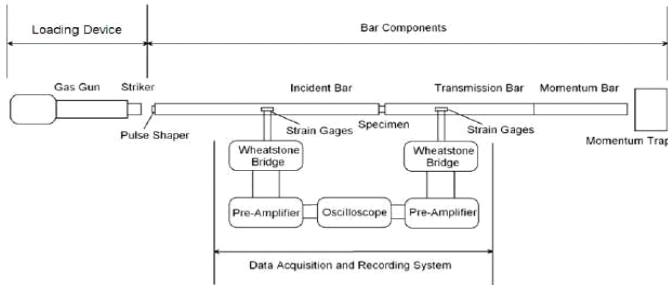 Loading Device
Bar Components
Gas Gun
Striker
Incident Bar
Transmission Bar
Momentum Bar
Pulse Shaper
Strain Gages
Specimen
Strain Gages
Momentum Trap
Wheatstone
Bridge
Wheatstone
Bridge
Pre-Amplifier
Oscilloscope
Pre-Amplifier
Data Acquisition and Recording System